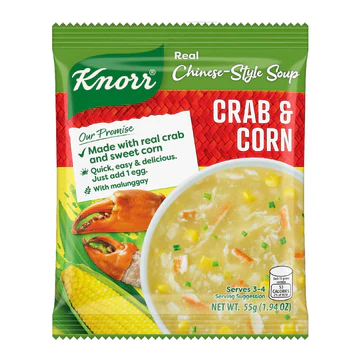 Real
Chinese-Style Soup
Knorr®
CRAB &
CORN
Our Promise
Made with real crab
and sweet corn
Quick, easy & delicious.
Just add 1 egg.
With malunggay
Serves 3-4
Serving Suggestion
NET WT. 55g (1.94 OZ)
CALORIES